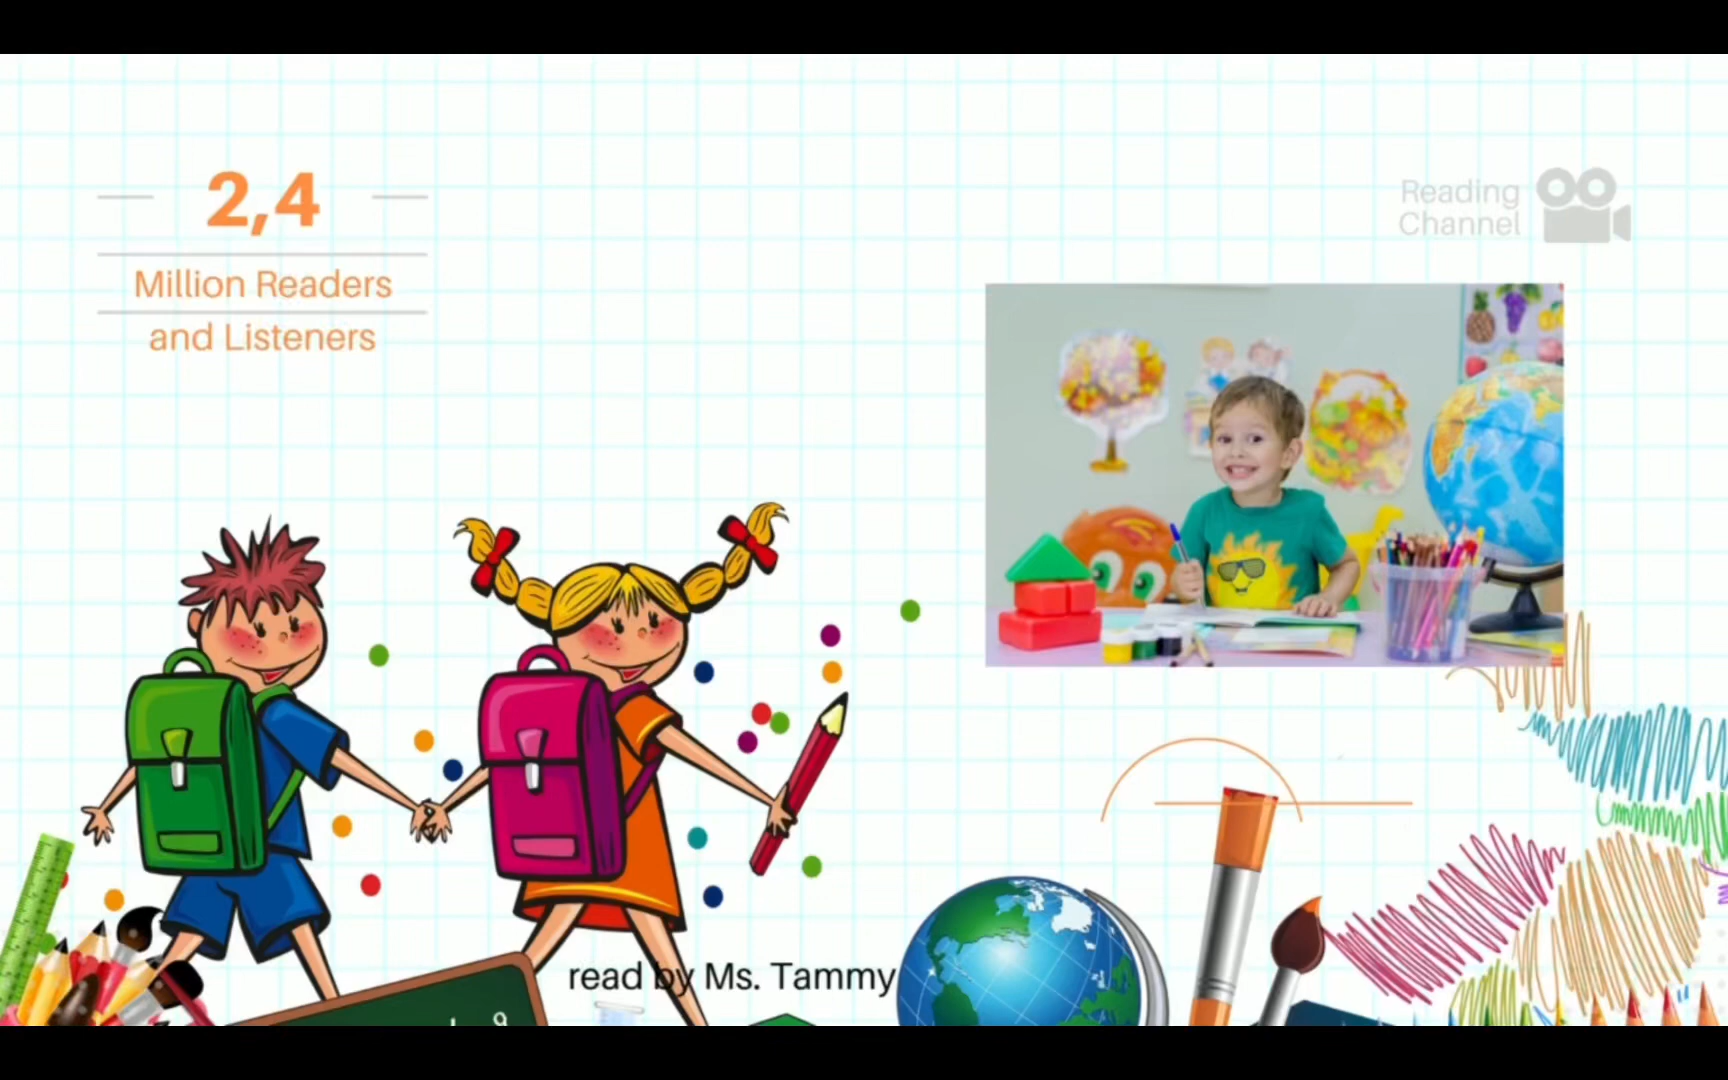 2,4
Million Readers
and Listeners
Reading
Channel
read by Ms. Tammy